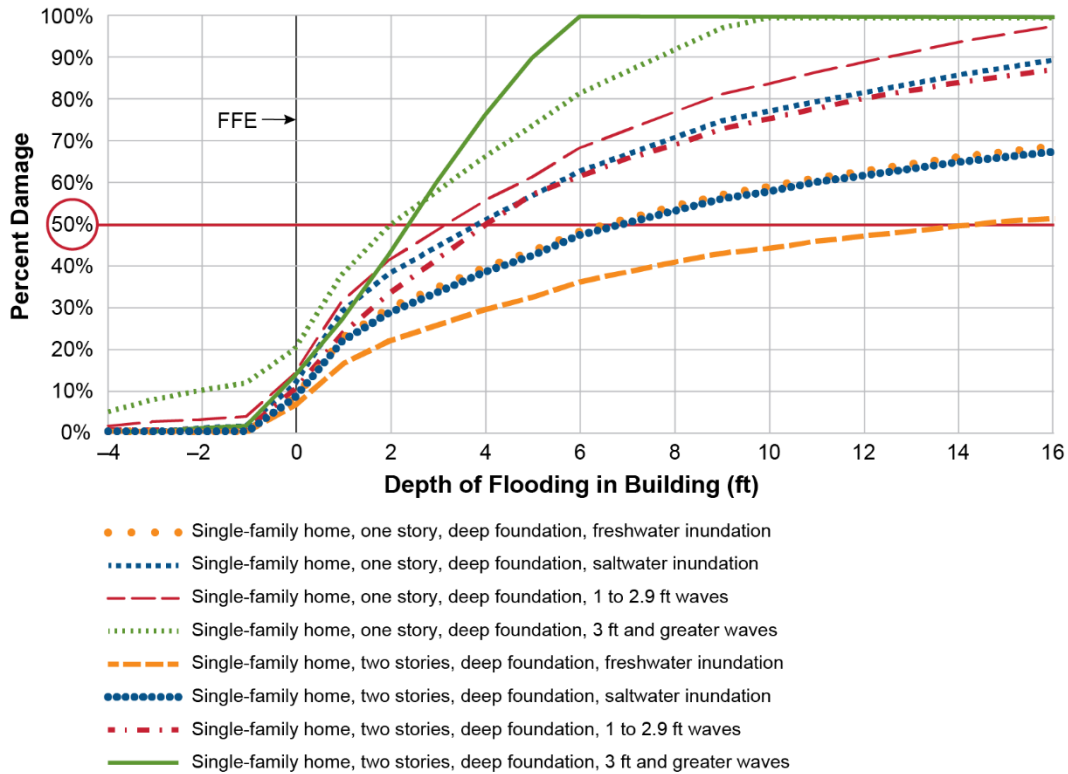 100%
90%
80%
FFE
70%
60%
50%
40%
30%
20%
10%
0%
Percent Damage
–4 –2 0 2 4 6 8 10 12 14 16
Depth of Flooding in Building (ft)
Single-family home, one story, deep foundation, freshwater inundation
Single-family home, one story, deep foundation, saltwater inundation
Single-family home, one story, deep foundation, 1 to 2.9 ft waves
Single-family home, one story, deep foundation, 3 ft and greater waves
Single-family home, two stories, deep foundation, freshwater inundation
Single-family home, two stories, deep foundation, saltwater inundation
Single-family home, two stories, deep foundation, 1 to 2.9 ft waves
Single-family home, two stories, deep foundation, 3 ft and greater waves